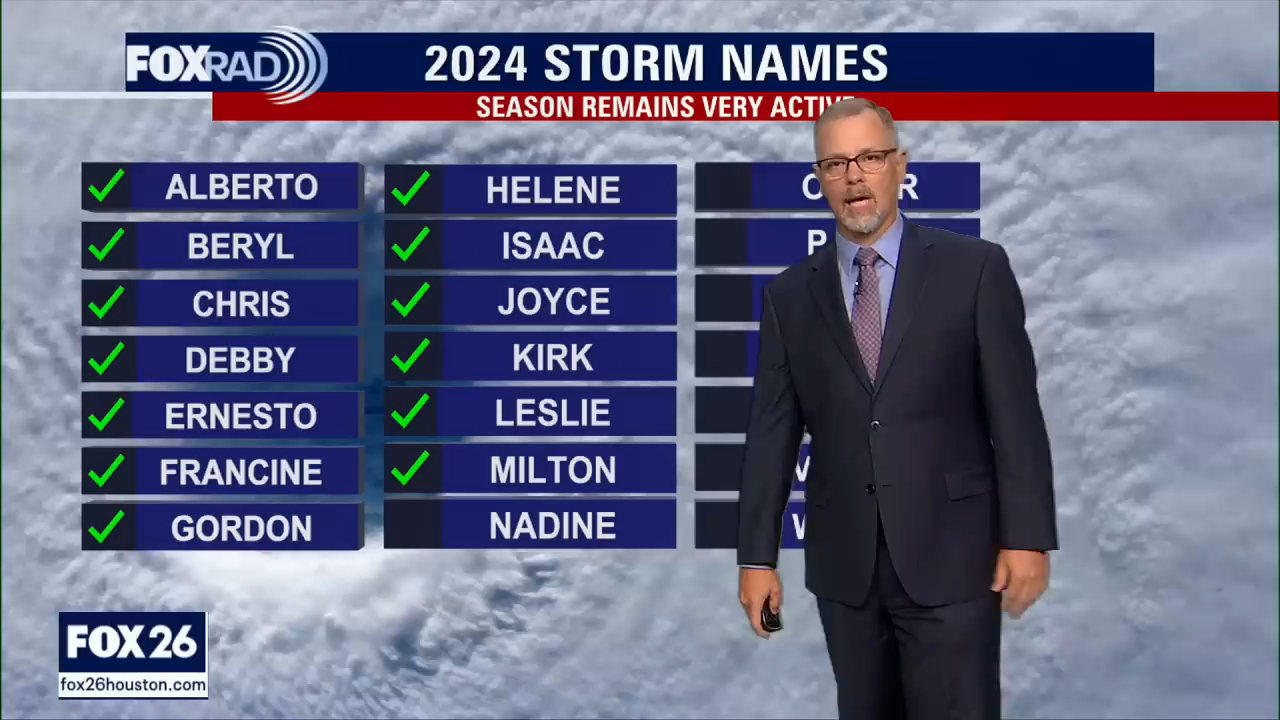 FOXRAD
2024 STORM NAMES
SEASON REMAINS VERY ACTIVE
ALBERTO
BERYL
CHRIS
DEBBY
ERNESTO
FRANCINE
GORDON
HELENE
ISAAC
JOYCE
KIRK
LESLIE
MILTON
NADINE
FOX 26
fox26houston.com